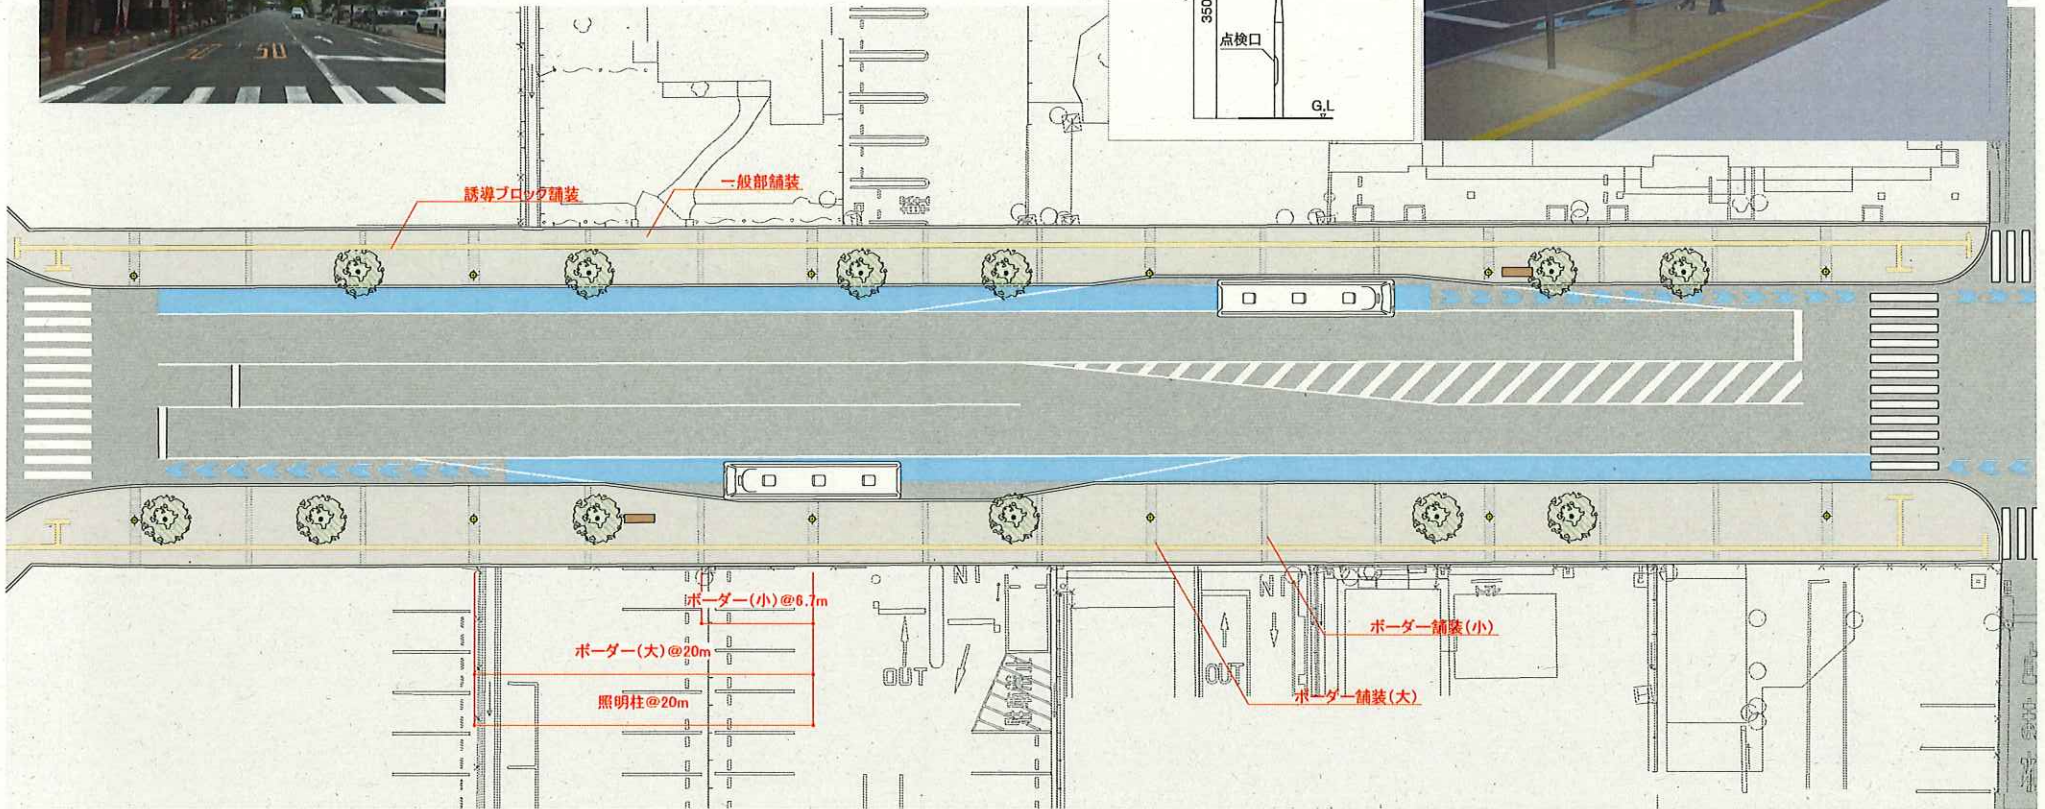 50
350
点検口
G.L
誘導ブロック舗装
一般部舗装
ボーダー(小)@6.7m
ボーダー(大)@20m
照明柱@20m
OUT
OUT
ボーダー舗装(小)
ボーダー舗装(大)